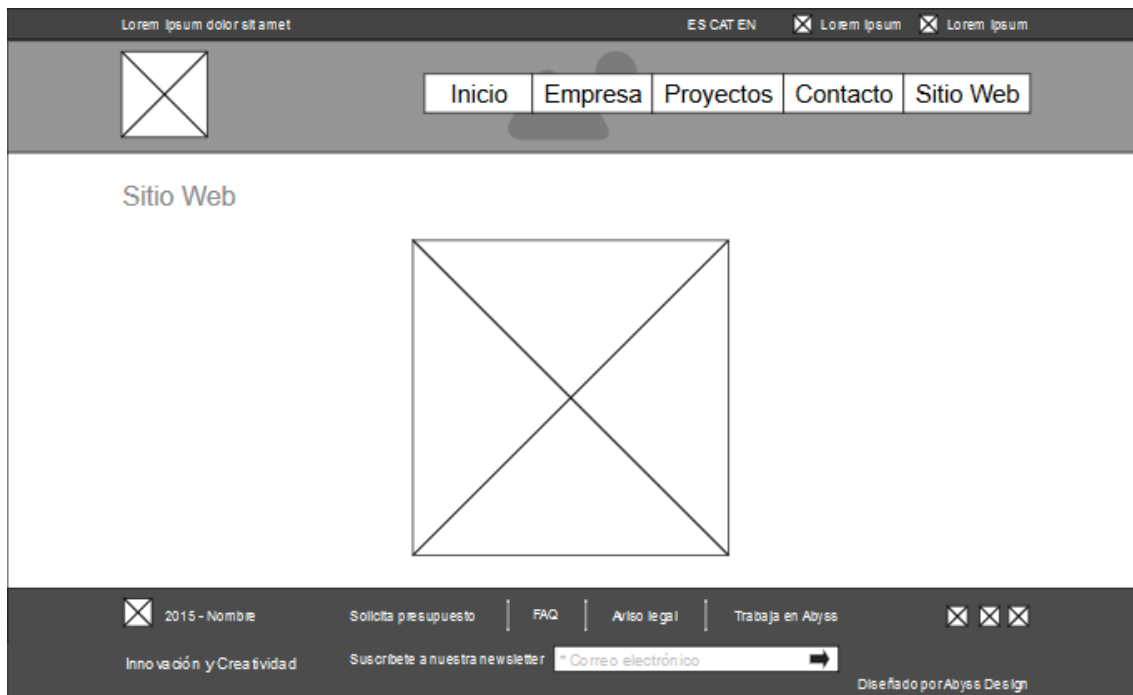 Lorem Ipsum dolor sit amet
ES CAT EN
Lorem Ipsum
Lorem Ipsum
Inicio
Empresa
Proyectos
Contacto
Sitio Web
Sitio Web
2015 - Nombre
Solicita presupuesto
FAQ
Aviso legal
Trabaja en Abyss
Innovación y Creatividad
Suscríbete a nuestra newsletter
* Correo electrónico
Diseñado por Abyss Design